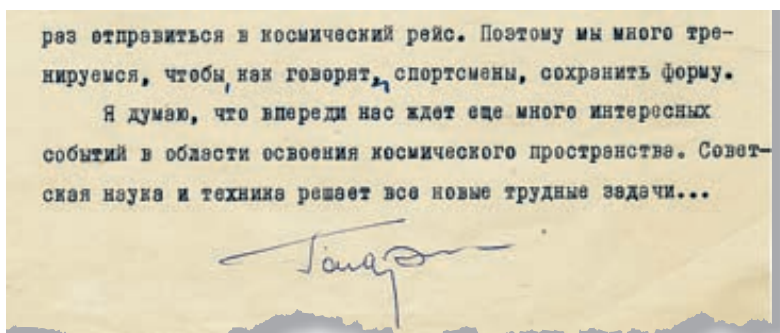 раз отправиться в космический рейс. Поэтому мы много тре-
нируемся, чтобы, как говорят, спортсмены, сохранить форму.
Я думаю, что впереди нас ждет еще много интересных
событий в области освоения космического пространства. Совет-
ская наука и техника решает все новые трудные задачи...